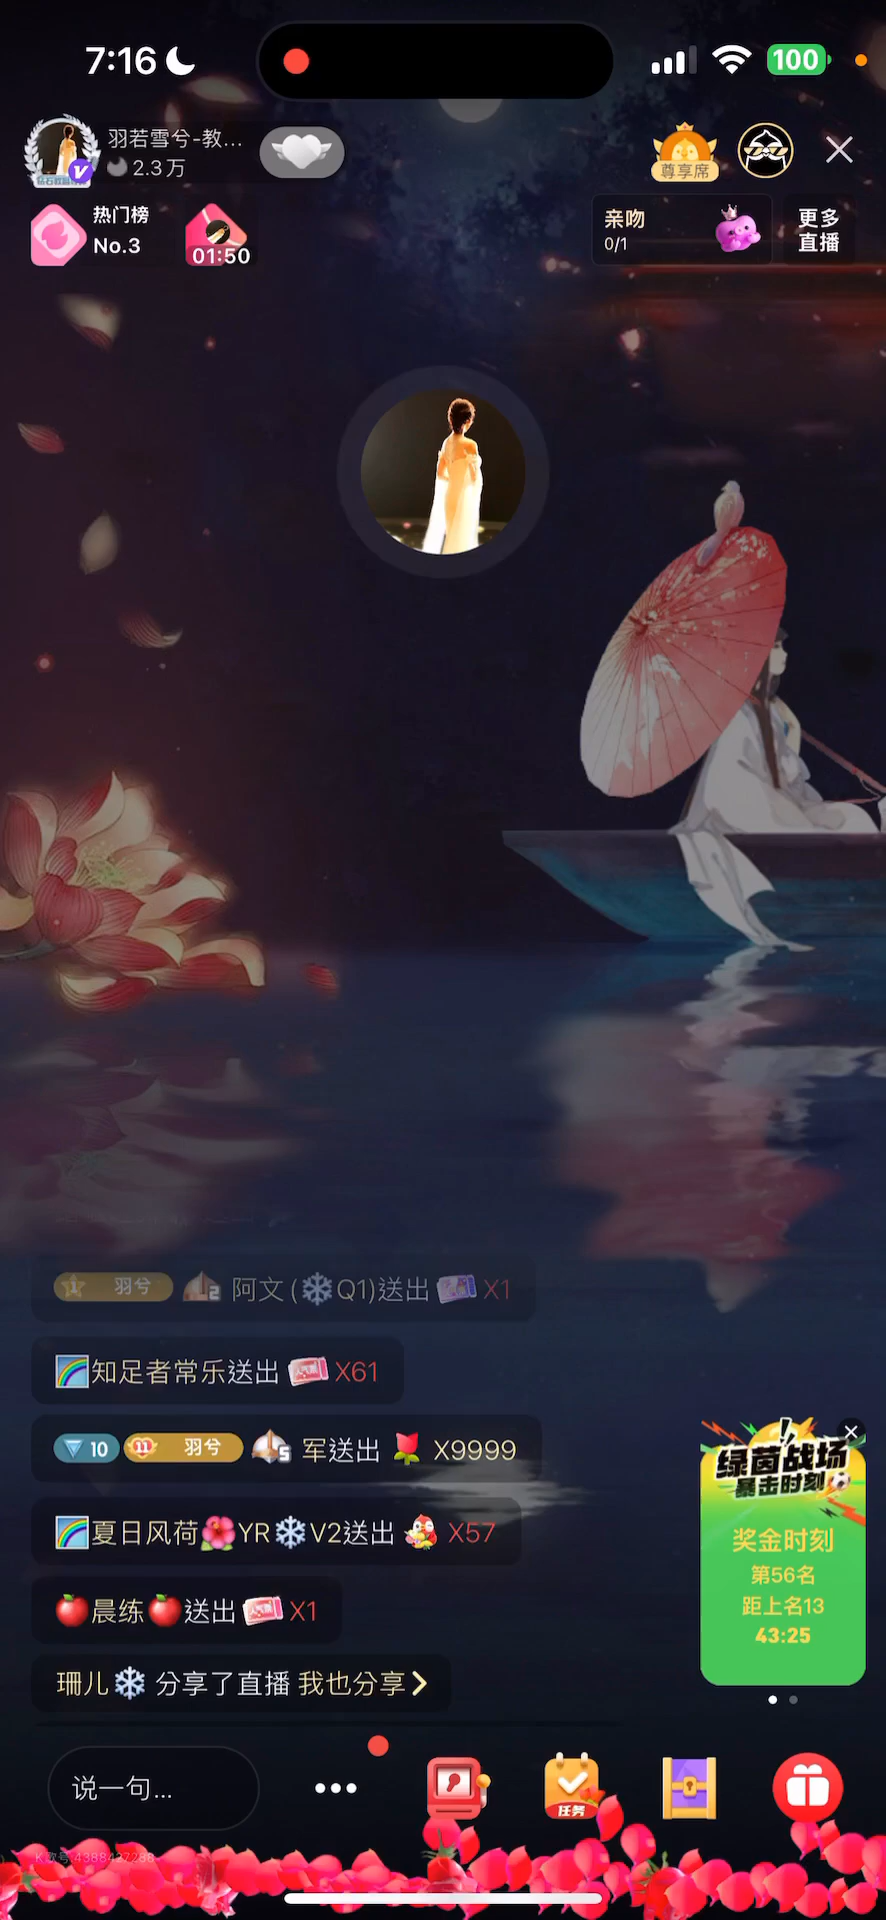 7:16
100
羽若雪兮-教...
2.3万
尊享席
热门榜
No.3
01:50
亲吻
0/1
更多
直播
1 羽兮 2 阿文 (❄️Q1)送出 X1
🌈知足者常乐送出 X61
10 11 羽兮 5 军送出 🌷 X9999
🌈夏日风荷🌺YR❄️V2送出 X57
🍎晨练🍎送出 X1
珊儿❄️ 分享了直播 我也分享
绿茵战场
暴击时刻
奖金时刻
第56名
距上名13
43:25
说一句...
任务